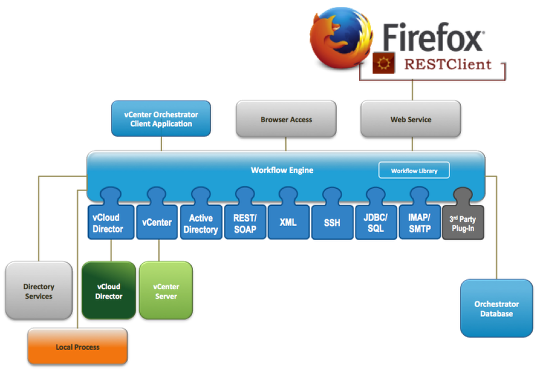 Firefox
RESTClient
vCenter Orchestrator
Client Application
Browser Access
Web Service
Workflow Engine
Workflow Library
vCloud
Director
vCenter
Active
Directory
REST/
SOAP
XML
SSH
JDBC/
SQL
IMAP/
SMTP
3rd Party
Plug-In
Directory
Services
vCloud
Director
vCenter
Server
Orchestrator
Database
Local Process